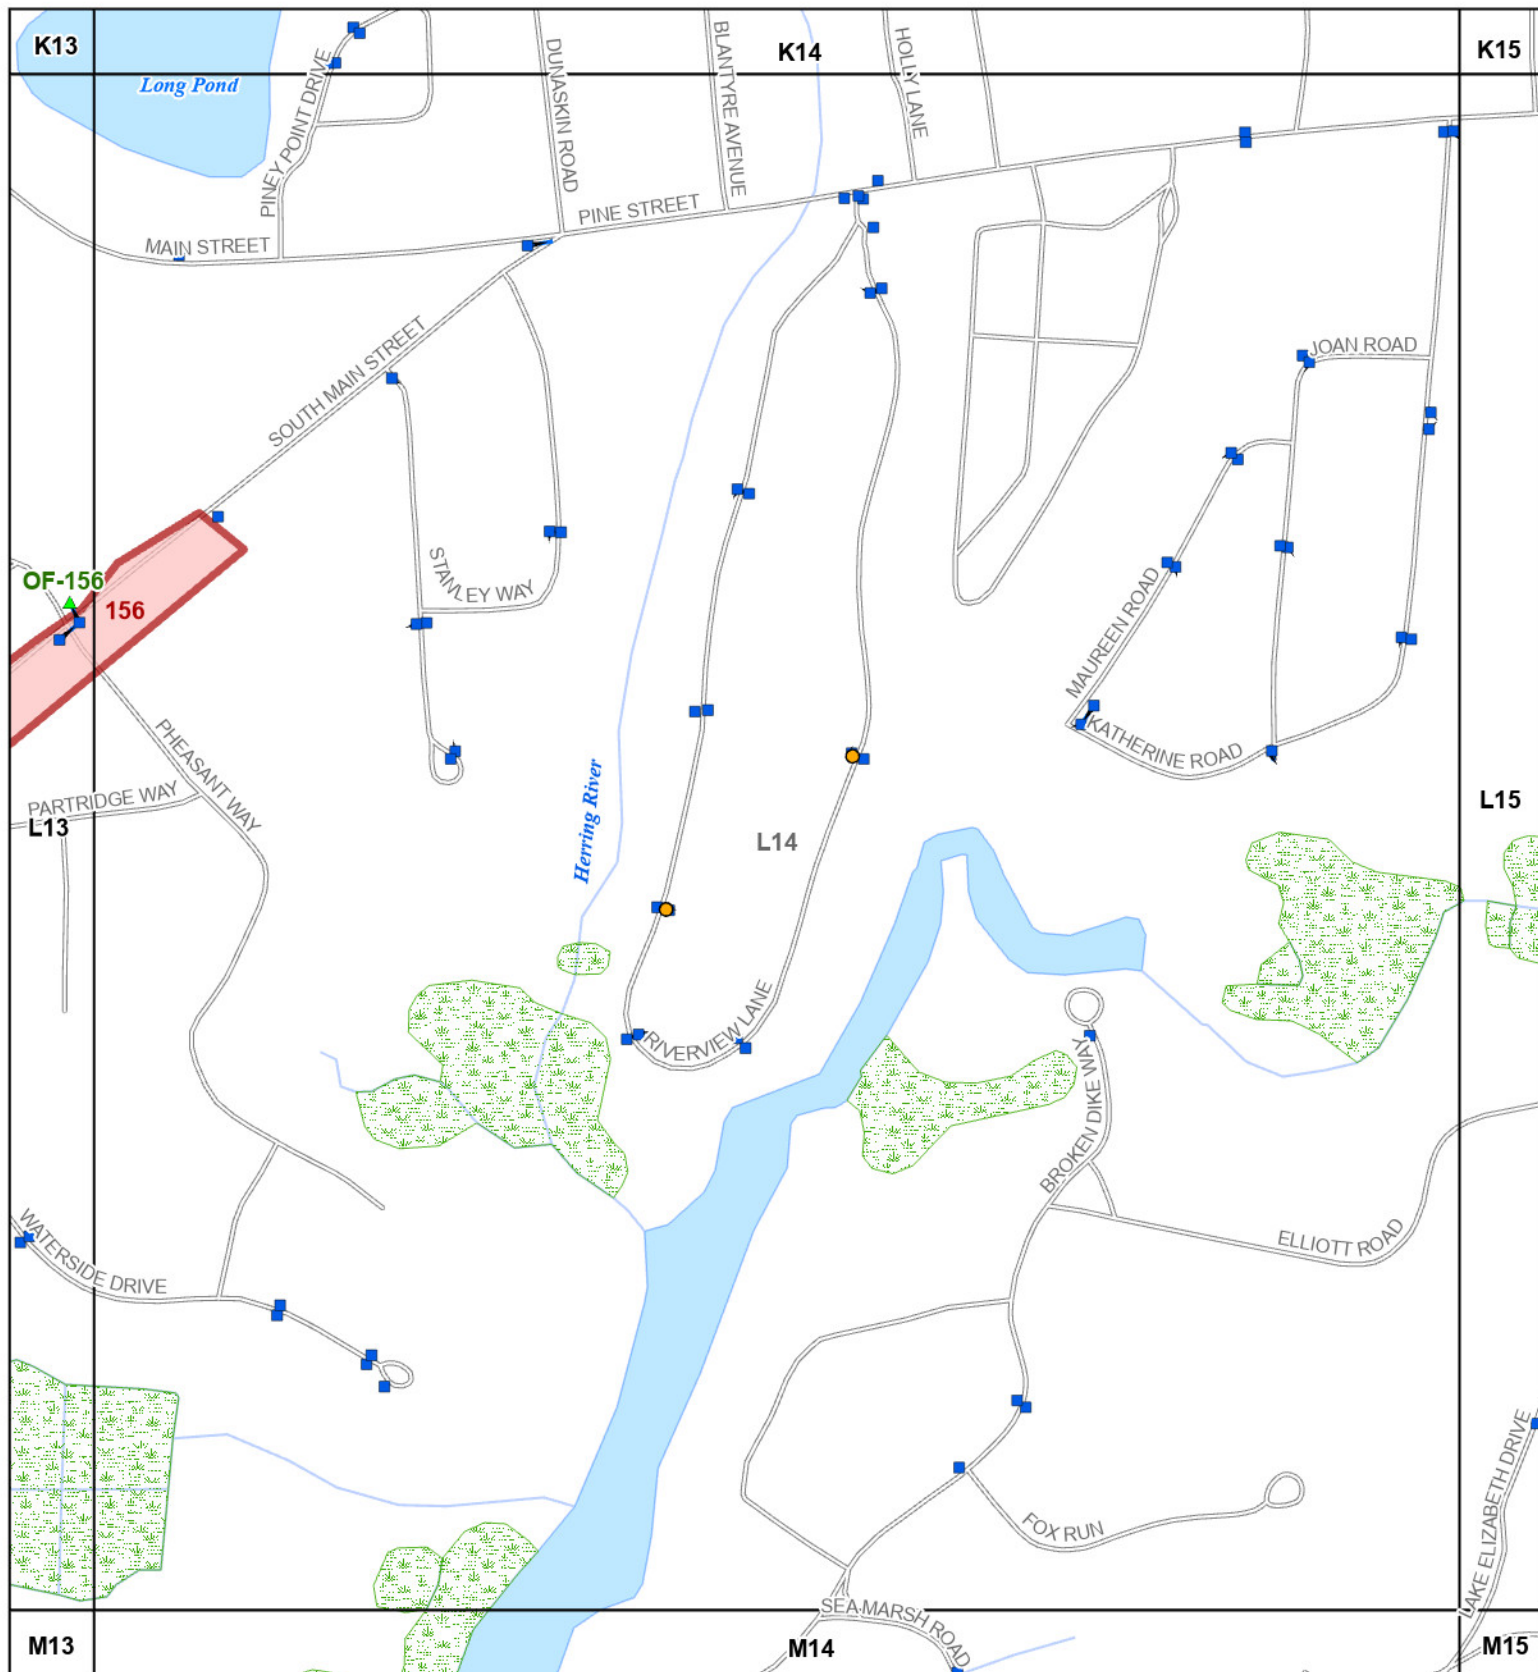 K13
K14
K15
Long Pond
PINEY POINT DRIVE
DUNASKIN ROAD
BLANTYRE AVENUE
HOLLY LANE
MAIN STREET
PINE STREET
SOUTH MAIN STREET
JOAN ROAD
OF-156
156
STANLEY WAY
MAUREEN ROAD
KATHERINE ROAD
PHEASANT WAY
PARTRIDGE WAY
L13
Herring River
L14
L15
RIVERVIEW LANE
BROKEN DIKE WAY
ELLIOTT ROAD
WATERSIDE DRIVE
FOX RUN
LAKE ELIZABETH DRIVE
SEA MARSH ROAD
M13
M14
M15